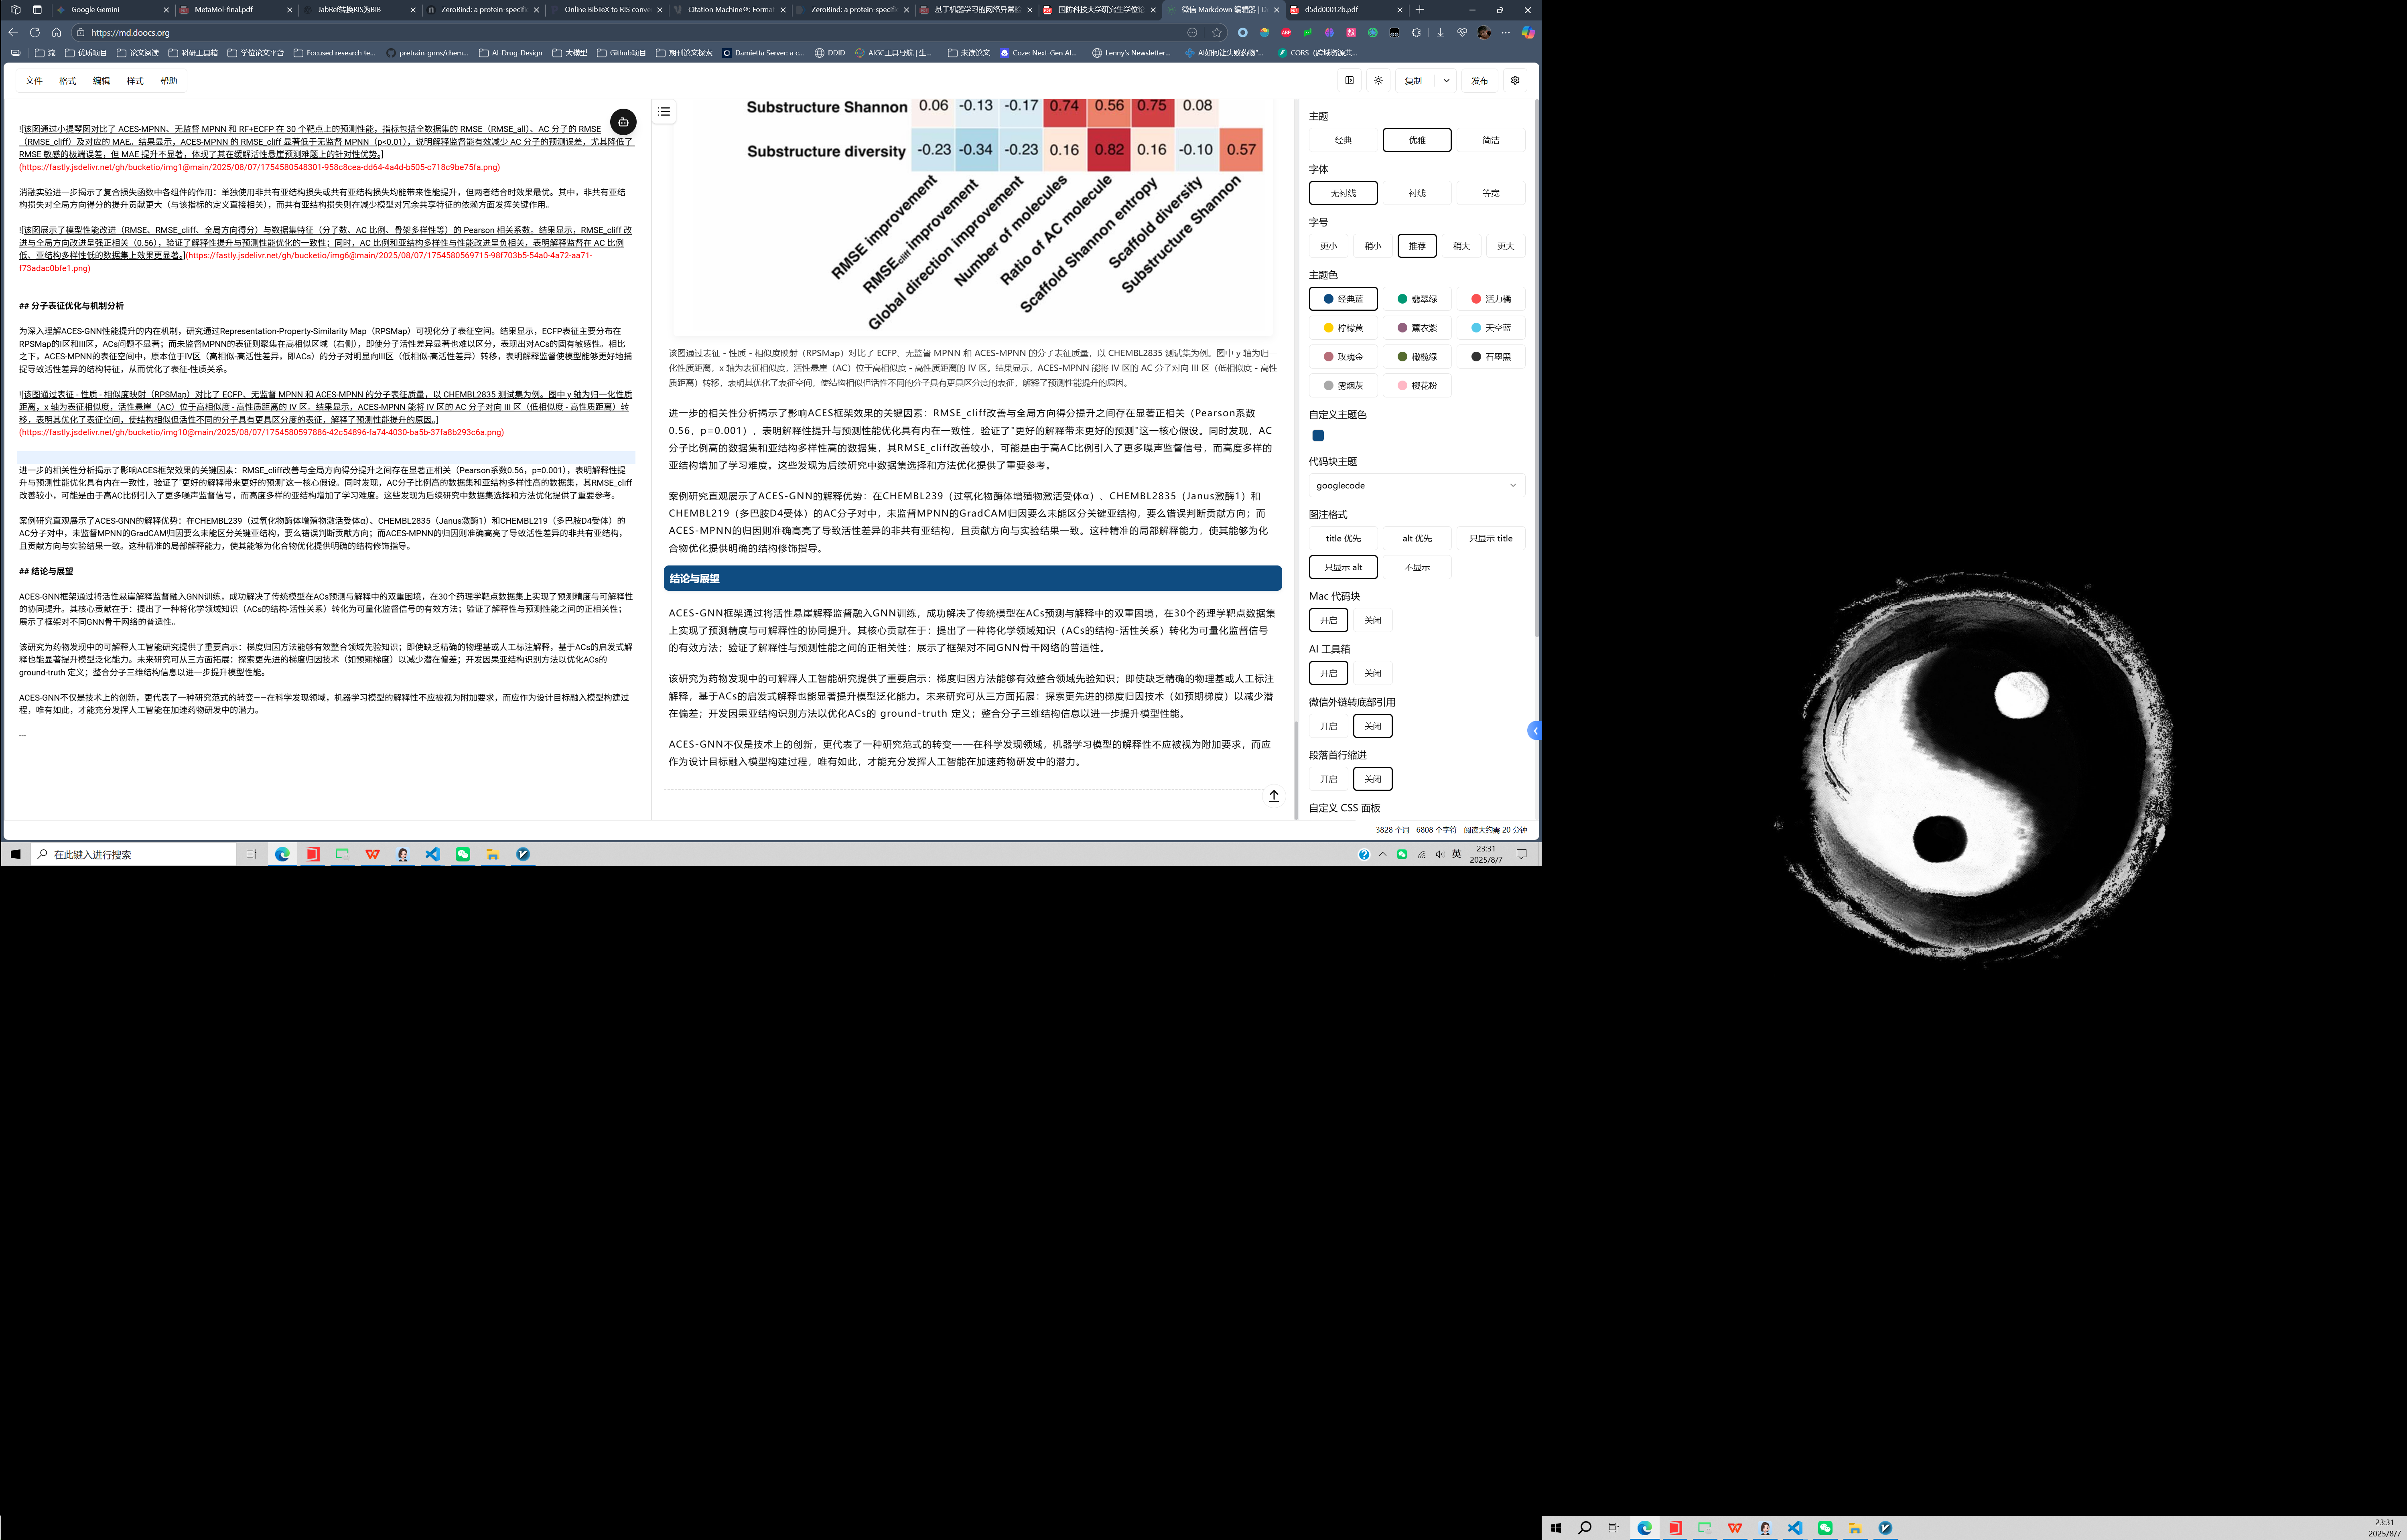 Google Gemini
MetaMol-final.pdf
JabRef转换RIS为BIB
ZeroBind: a protein-specific
Online BibTeX to RIS conve
Citation Machine®: Format
ZeroBind: a protein-specific
基于机器学习的网络异常检
国防科技大学研究生学位论
微信 Markdown 编辑器 | D
d5dd00012b.pdf
https://md.doocs.org
流
优质项目
论文阅读
科研工具箱
学位论文平台
Focused research te...
pretrain-gnns/chem...
AI-Drug-Design
大模型
Github项目
期刊论文探索
Damietta Server: a c...
DDID
AIGC工具导航 | 生...
未读论文
Coze: Next-Gen AI...
Lenny's Newsletter...
AI如何让失败药物"...
CORS（跨域资源共...
文件 格式 编辑 样式 帮助
复制
发布
![该图通过小提琴图对比了 ACES-MPNN、无监督 MPNN 和 RF+ECFP 在 30 个靶点上的预测性能，指标包括全数据集的 RMSE（RMSE_all）、AC 分子的 RMSE
（RMSE_cliff）及对应的 MAE。结果显示，ACES-MPNN 的 RMSE_cliff 显著低于无监督 MPNN（p<0.01），说明解释监督能有效减少 AC 分子的预测误差，尤其降低了
RMSE 敏感的极端误差，但 MAE 提升不显著，体现了其在缓解活性悬崖预测难题上的针对性优势。]
(https://fastly.jsdelivr.net/gh/bucketio/img1@main/2025/08/07/1754580548301-958c8cea-dd64-4a4d-b505-c718c9be75fa.png)
消融实验进一步揭示了复合损失函数中各组件的作用：单独使用非共有亚结构损失或共有亚结构损失均能带来性能提升，但两者结合时效果最优。其中，非共有亚结
构损失对全局方向得分的提升贡献更大（与该指标的定义直接相关），而共有亚结构损失则在减少模型对冗余共享特征的依赖方面发挥关键作用。
![该图展示了模型性能改进（RMSE、RMSE_cliff、全局方向得分）与数据集特征（分子数、AC 比例、骨架多样性等）的 Pearson 相关系数。结果显示，RMSE_cliff 改
进与全局方向改进呈强正相关（0.56），验证了解释性提升与预测性能优化的一致性；同时，AC 比例和亚结构多样性与性能改进呈负相关，表明解释监督在 AC 比例
低、亚结构多样性低的数据集上效果更显著。](https://fastly.jsdelivr.net/gh/bucketio/img6@main/2025/08/07/1754580569715-98f703b5-54a0-4a72-aa71-
f73adac0bfe1.png)
## 分子表征优化与机制分析
为深入理解ACES-GNN性能提升的内在机制，研究通过Representation-Property-Similarity Map（RPSMap）可视化分子表征空间。结果显示，ECFP表征主要分布在
RPSMap的I区和III区，ACs问题不显著；而未监督MPNN的表征则聚集在高相似区域（右侧），即使分子活性差异显著也难以区分，表现出对ACs的固有敏感性。相比
之下，ACES-MPNN的表征空间中，原本位于IV区（高相似-高活性差异，即ACs）的分子对明显向III区（低相似-高活性差异）转移，表明解释监督使模型能够更好地捕
捉导致活性差异的结构特征，从而优化了表征-性质关系。
![该图通过表征 - 性质 - 相似度映射（RPSMap）对比了 ECFP、无监督 MPNN 和 ACES-MPNN 的分子表征质量，以 CHEMBL2835 测试集为例。图中 y 轴为归一化性质
距离，x 轴为表征相似度，活性悬崖（AC）位于高相似度 - 高性质距离的 IV 区。结果显示，ACES-MPNN 能将 IV 区的 AC 分子对向 III 区（低相似度 - 高性质距离）转
移，表明其优化了表征空间，使结构相似但活性不同的分子具有更具区分度的表征，解释了预测性能提升的原因。]
(https://fastly.jsdelivr.net/gh/bucketio/img10@main/2025/08/07/1754580597886-42c54896-fa74-4030-ba5b-37fa8b293c6a.png)
进一步的相关性分析揭示了影响ACES框架效果的关键因素：RMSE_cliff改善与全局方向得分提升之间存在显著正相关（Pearson系数0.56，p=0.001），表明解释性提
升与预测性能优化具有内在一致性，验证了"更好的解释带来更好的预测"这一核心假设。同时发现，AC分子比例高的数据集和亚结构多样性高的数据集，其RMSE_cliff
改善较小，可能是由于高AC比例引入了更多噪声监督信号，而高度多样的亚结构增加了学习难度。这些发现为后续研究中数据集选择和方法优化提供了重要参考。
案例研究直观展示了ACES-GNN的解释优势：在CHEMBL239（过氧化物酶体增殖物激活受体α）、CHEMBL2835（Janus激酶1）和CHEMBL219（多巴胺D4受体）的
AC分子对中，未监督MPNN的GradCAM归因要么未能区分关键亚结构，要么错误判断贡献方向；而ACES-MPNN的归因则准确高亮了导致活性差异的非共有亚结构，
且贡献方向与实验结果一致。这种精准的局部解释能力，使其能够为化合物优化提供明确的结构修饰指导。
## 结论与展望
ACES-GNN框架通过将活性悬崖解释监督融入GNN训练，成功解决了传统模型在ACs预测与解释中的双重困境，在30个药理学靶点数据集上实现了预测精度与可解释性
的协同提升。其核心贡献在于：提出了一种将化学领域知识（ACs的结构-活性关系）转化为可量化监督信号的有效方法；验证了解释性与预测性能之间的正相关性；
展示了框架对不同GNN骨干网络的普适性。
该研究为药物发现中的可解释人工智能研究提供了重要启示：梯度归因方法能够有效整合领域先验知识；即使缺乏精确的物理基或人工标注解释，基于ACs的启发式解
释也能显著提升模型泛化能力。未来研究可从三方面拓展：探索更先进的梯度归因技术（如预期梯度）以减少潜在偏差；开发因果亚结构识别方法以优化ACs的
ground-truth 定义；整合分子三维结构信息以进一步提升模型性能。
ACES-GNN不仅是技术上的创新，更代表了一种研究范式的转变——在科学发现领域，机器学习模型的解释性不应被视为附加要求，而应作为设计目标融入模型构建过
程，唯有如此，才能充分发挥人工智能在加速药物研发中的潜力。
---
Substructure Shannon 0.06 -0.13 -0.17 0.74 0.56 0.75 0.08
Substructure diversity -0.23 -0.34 -0.23 0.16 0.82 0.16 -0.10 0.57
RMSE improvement
RMSEcliff improvement
Global direction improvement
Number of molecules
Ratio of AC molecule
Scaffold Shannon entropy
Scaffold diversity
Substructure Shannon
该图通过表征 - 性质 - 相似度映射（RPSMap）对比了 ECFP、无监督 MPNN 和 ACES-MPNN 的分子表征质量，以 CHEMBL2835 测试集为例。图中 y 轴为归一
化性质距离，x 轴为表征相似度，活性悬崖（AC）位于高相似度 - 高性质距离的 IV 区。结果显示，ACES-MPNN 能将 IV 区的 AC 分子对向 III 区（低相似度 - 高性
质距离）转移，表明其优化了表征空间，使结构相似但活性不同的分子具有更具区分度的表征，解释了预测性能提升的原因。
进一步的相关性分析揭示了影响ACES框架效果的关键因素：RMSE_cliff改善与全局方向得分提升之间存在显著正相关（Pearson系数
0.56，p=0.001），表明解释性提升与预测性能优化具有内在一致性，验证了"更好的解释带来更好的预测"这一核心假设。同时发现，AC
分子比例高的数据集和亚结构多样性高的数据集，其RMSE_cliff改善较小，可能是由于高AC比例引入了更多噪声监督信号，而高度多样的
亚结构增加了学习难度。这些发现为后续研究中数据集选择和方法优化提供了重要参考。
案例研究直观展示了ACES-GNN的解释优势：在CHEMBL239（过氧化物酶体增殖物激活受体α）、CHEMBL2835（Janus激酶1）和
CHEMBL219（多巴胺D4受体）的AC分子对中，未监督MPNN的GradCAM归因要么未能区分关键亚结构，要么错误判断贡献方向；而
ACES-MPNN的归因则准确高亮了导致活性差异的非共有亚结构，且贡献方向与实验结果一致。这种精准的局部解释能力，使其能够为化
合物优化提供明确的结构修饰指导。
结论与展望
ACES-GNN框架通过将活性悬崖解释监督融入GNN训练，成功解决了传统模型在ACs预测与解释中的双重困境，在30个药理学靶点数据集
上实现了预测精度与可解释性的协同提升。其核心贡献在于：提出了一种将化学领域知识（ACs的结构-活性关系）转化为可量化监督信号
的有效方法；验证了解释性与预测性能之间的正相关性；展示了框架对不同GNN骨干网络的普适性。
该研究为药物发现中的可解释人工智能研究提供了重要启示：梯度归因方法能够有效整合领域先验知识；即使缺乏精确的物理基或人工标注
解释，基于ACs的启发式解释也能显著提升模型泛化能力。未来研究可从三方面拓展：探索更先进的梯度归因技术（如预期梯度）以减少潜
在偏差；开发因果亚结构识别方法以优化ACs的 ground-truth 定义；整合分子三维结构信息以进一步提升模型性能。
ACES-GNN不仅是技术上的创新，更代表了一种研究范式的转变——在科学发现领域，机器学习模型的解释性不应被视为附加要求，而应
作为设计目标融入模型构建过程，唯有如此，才能充分发挥人工智能在加速药物研发中的潜力。
主题
经典 优雅 简洁
字体
无衬线 衬线 等宽
字号
更小 稍小 推荐 稍大 更大
主题色
经典蓝 翡翠绿 活力橘
柠檬黄 薰衣紫 天空蓝
玫瑰金 橄榄绿 石墨黑
雾烟灰 樱花粉
自定义主题色
代码块主题
googlecode
图注格式
title 优先 alt 优先 只显示 title
只显示 alt 不显示
Mac 代码块
开启 关闭
AI 工具箱
开启 关闭
微信外链转底部引用
开启 关闭
段落首行缩进
开启 关闭
自定义 CSS 面板
3828 个词 6808 个字符 阅读大约需 20 分钟
在此键入进行搜索
英
23:31
2025/8/7
23:31
2025/8/7